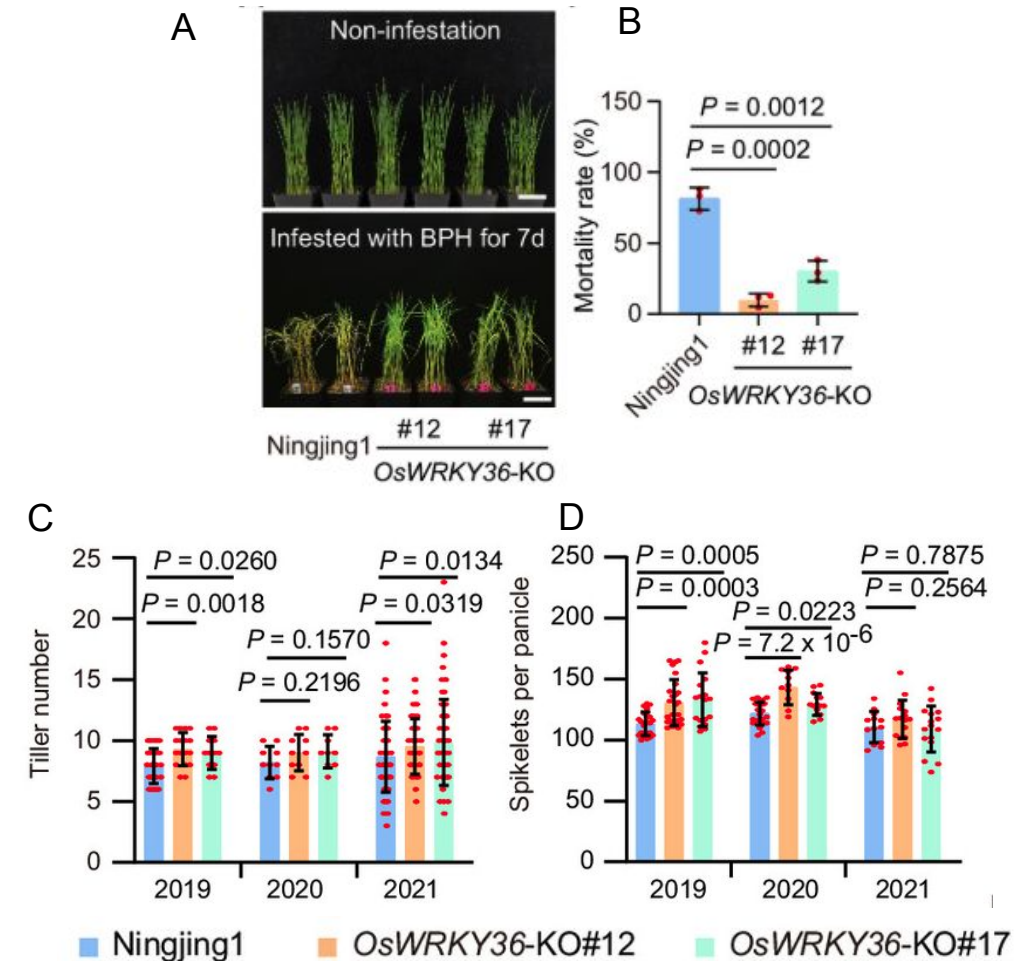 A
Non-infestation
Infested with BPH for 7d
Ningjing1
#12 #17
OsWRKY36-KO
B
Mortality rate (%)
150
100
50
0
P = 0.0012
P = 0.0002
Ningjing1
#12 #17
OsWRKY36-KO
C
Tiller number
25
20
15
10
5
0
P = 0.0260
P = 0.0018
P = 0.1570
P = 0.2196
P = 0.0134
P = 0.0319
2019 2020 2021
D
Spikelets per panicle
250
200
150
100
50
0
P = 0.0005
P = 0.0003
P = 0.0223
P = 7.2 x 10⁻⁶
P = 0.7875
P = 0.2564
2019 2020 2021
Ningjing1 OsWRKY36-KO#12 OsWRKY36-KO#17